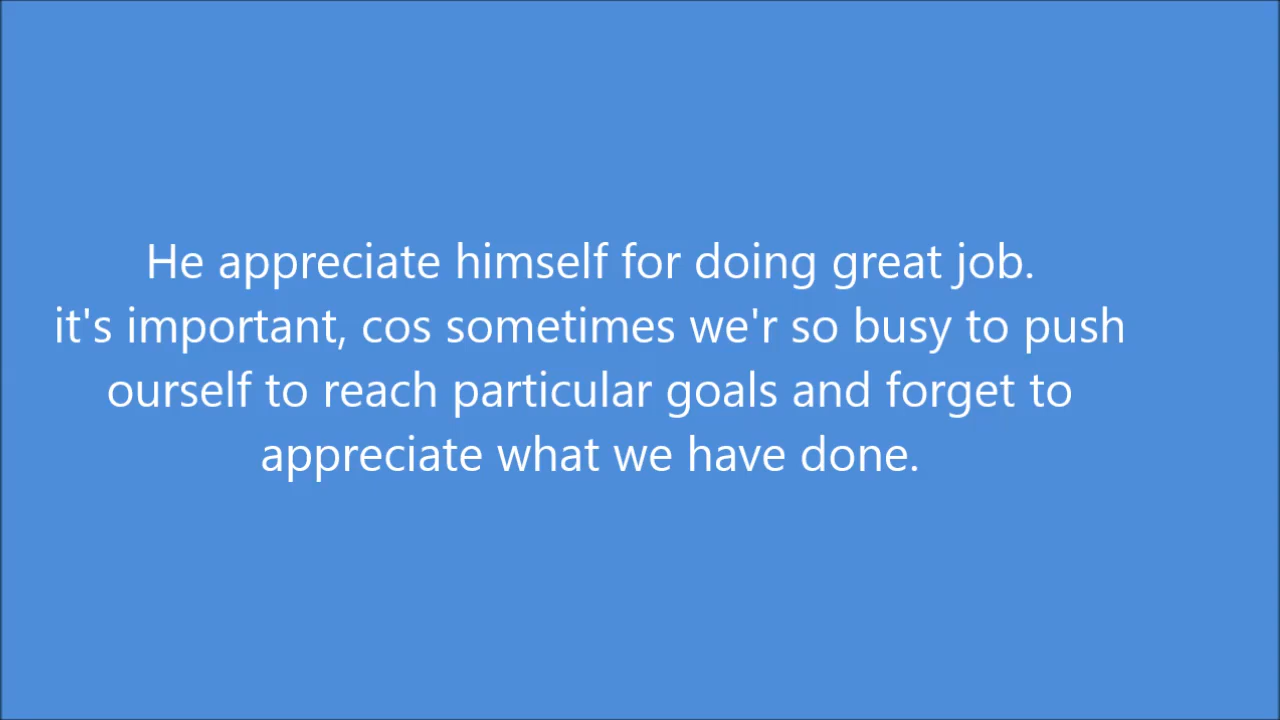 He appreciate himself for doing great job.
it's important, cos sometimes we'r so busy to push
ourself to reach particular goals and forget to
appreciate what we have done.